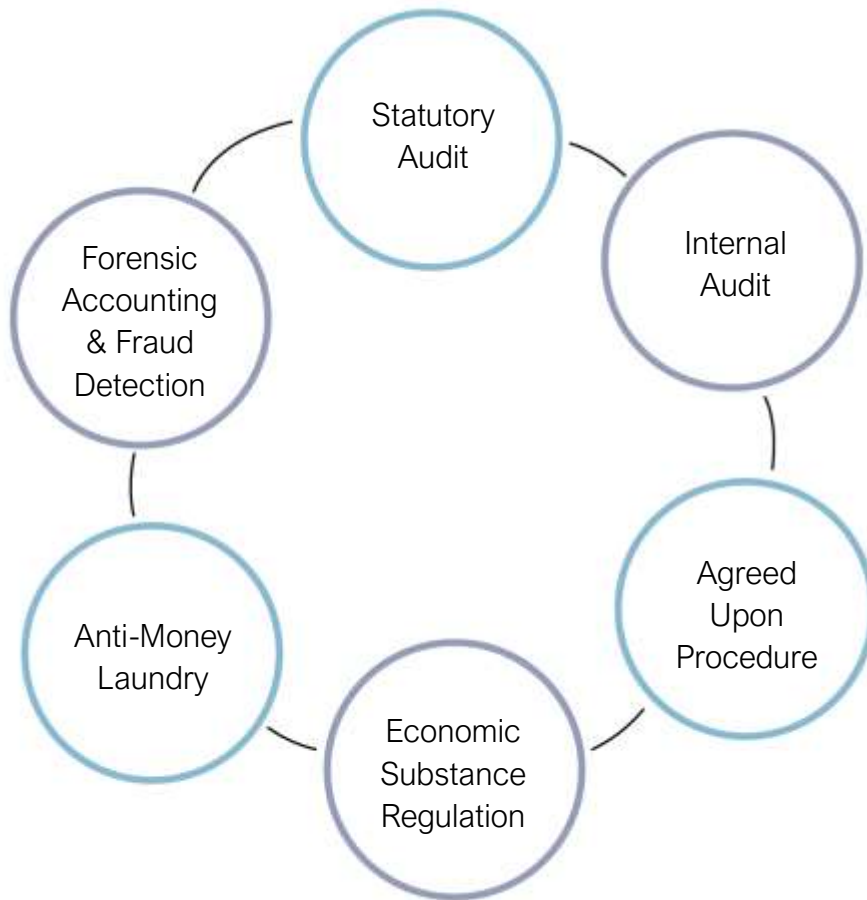 Statutory
Audit
Internal
Audit
Agreed
Upon
Procedure
Economic
Substance
Regulation
Anti-Money
Laundry
Forensic
Accounting
& Fraud
Detection